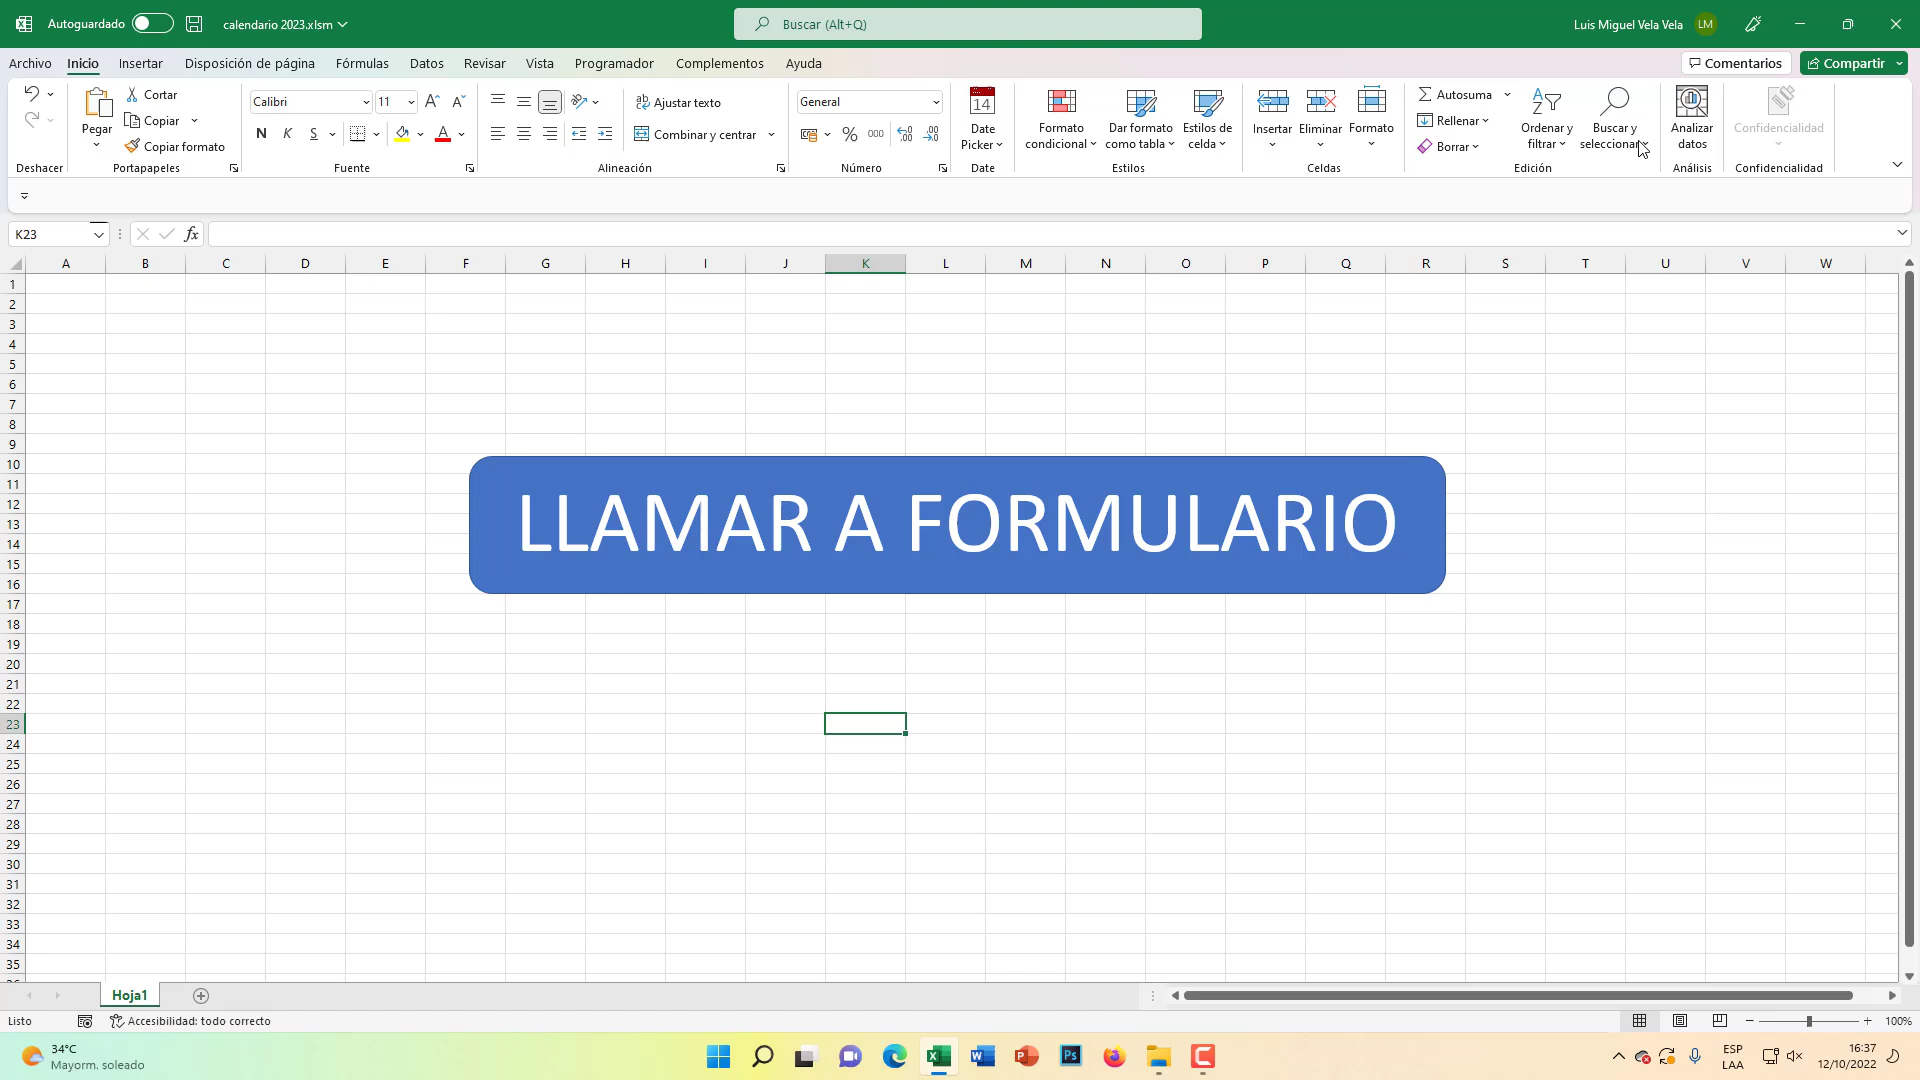 Autoguardado calendario 2023.xlsm Buscar (Alt+Q) Luis Miguel Vela Vela LM
Archivo Inicio Insertar Disposición de página Fórmulas Datos Revisar Vista Programador Complementos Ayuda Comentarios Compartir
Pegar
Cortar
Copiar
Copiar formato
Calibri 11
N K S A
ab Ajustar texto
Combinar y centrar
General
% 000
14
Date
Picker
Formato
condicional
Dar formato
como tabla
Estilos de
celda
Insertar Eliminar Formato
Autosuma
Rellenar
Borrar
Ordenar y
filtrar
Buscar y
seleccionar
Analizar
datos
Confidencialidad
Deshacer Portapapeles Fuente Alineación Número Date Estilos Celdas Edición Análisis Confidencialidad
K23 fx
A B C D E F G H I J K L M N O P Q R S T U V W
1
2
3
4
5
6
7
8
9
10
11
12
13
14
15
16
17
18
19
20
21
22
23
24
25
26
27
28
29
30
31
32
33
34
35
LLAMAR A FORMULARIO
Hoja1
Listo Accesibilidad: todo correcto 100%
34°C
Mayorm. soleado
ESP
LAA
16:37
12/10/2022